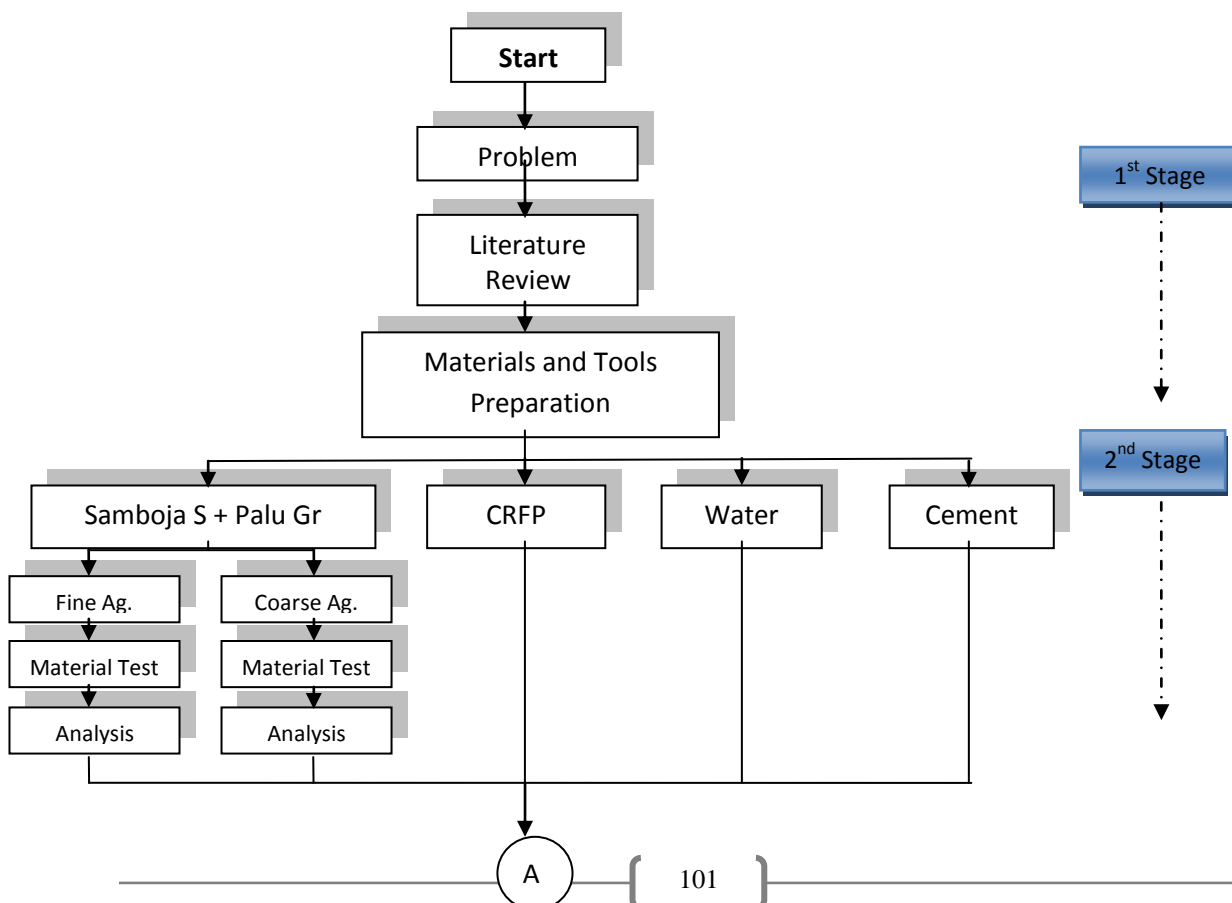 Start
Problem
1st Stage
Literature
Review
Materials and Tools
Preparation
2nd Stage
Samboja S + Palu Gr
CRFP
Water
Cement
Fine Ag.
Coarse Ag.
Material Test
Material Test
Analysis
Analysis
A
101